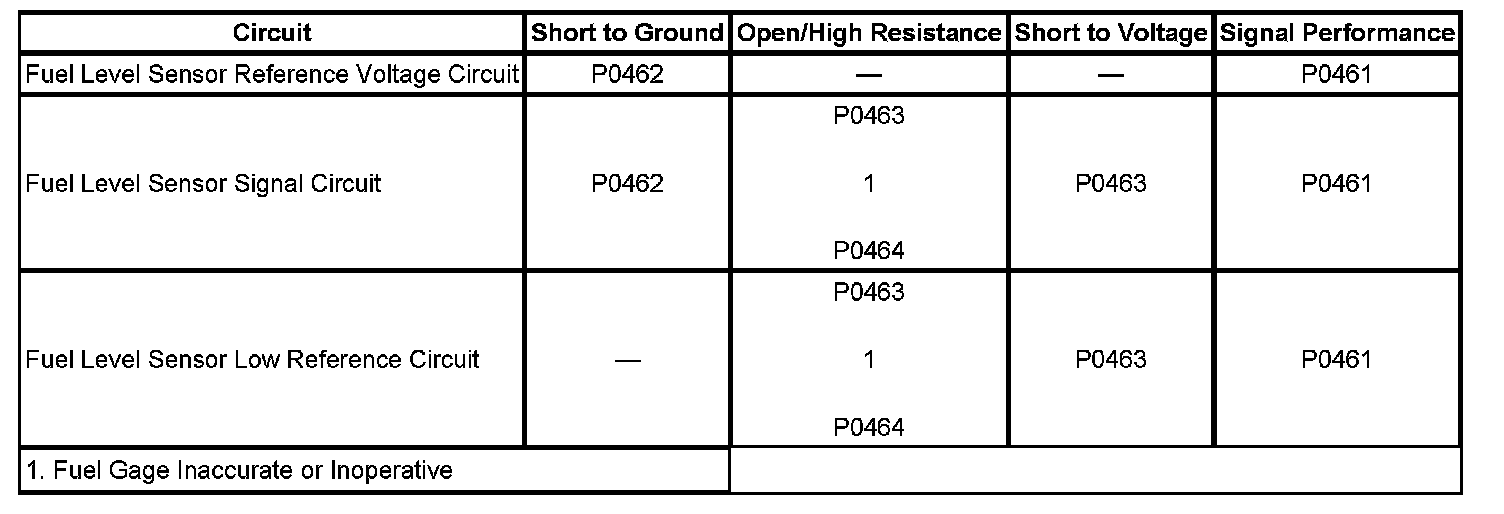 Circuit Short to Ground Open/High Resistance Short to Voltage Signal Performance
Fuel Level Sensor Reference Voltage Circuit P0462 — — P0461
P0463
Fuel Level Sensor Signal Circuit P0462 1 P0463 P0461
P0464
P0463
Fuel Level Sensor Low Reference Circuit — 1 P0463 P0461
P0464
1. Fuel Gage Inaccurate or Inoperative